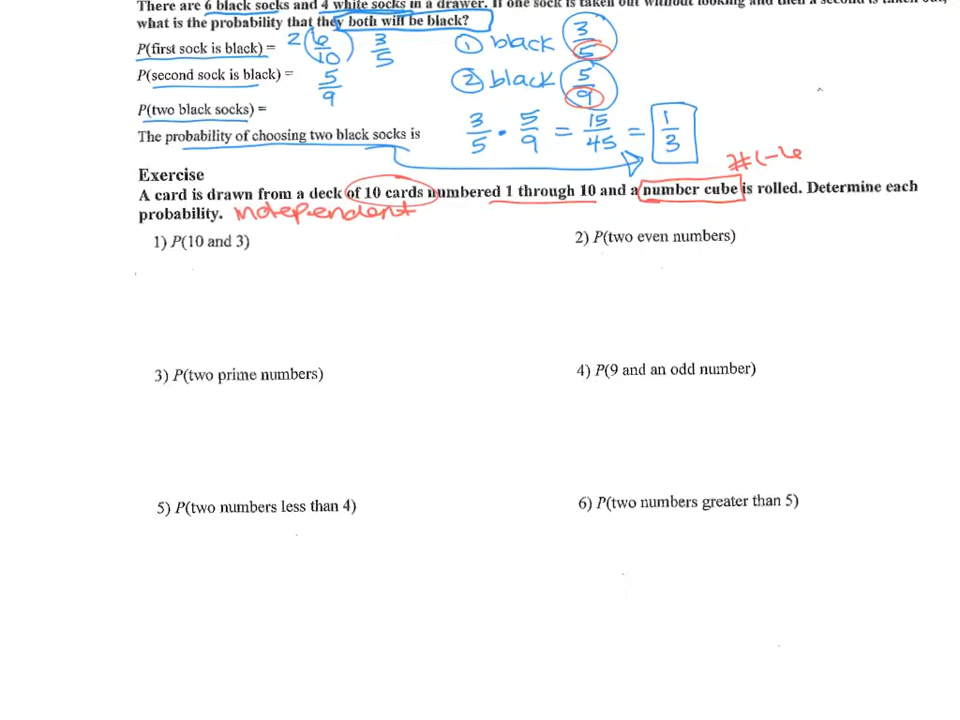 There are 6 black socks and 4 white socks in a drawer. If one sock is taken out without looking and then a second is taken out,
what is the probability that they both will be black?
P(first sock is black) = 2(6/10) 3/5
① black 3/5
P(second sock is black) = 5/9
② black 5/9
P(two black socks) =
The probability of choosing two black socks is
3/5 · 5/9 = 15/45 = 1/3
Exercise
#1-6
A card is drawn from a deck of 10 cards numbered 1 through 10 and a number cube is rolled. Determine each
probability. independent
1) P(10 and 3)
2) P(two even numbers)
3) P(two prime numbers)
4) P(9 and an odd number)
5) P(two numbers less than 4)
6) P(two numbers greater than 5)